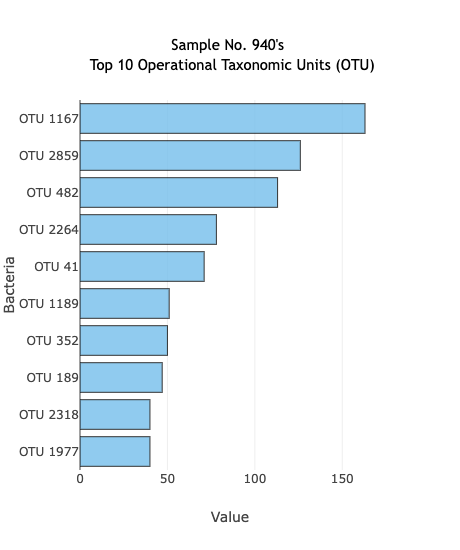 Sample No. 940's
Top 10 Operational Taxonomic Units (OTU)
OTU 1167
OTU 2859
OTU 482
OTU 2264
OTU 41
OTU 1189
OTU 352
OTU 189
OTU 2318
OTU 1977
Bacteria
0 50 100 150
Value